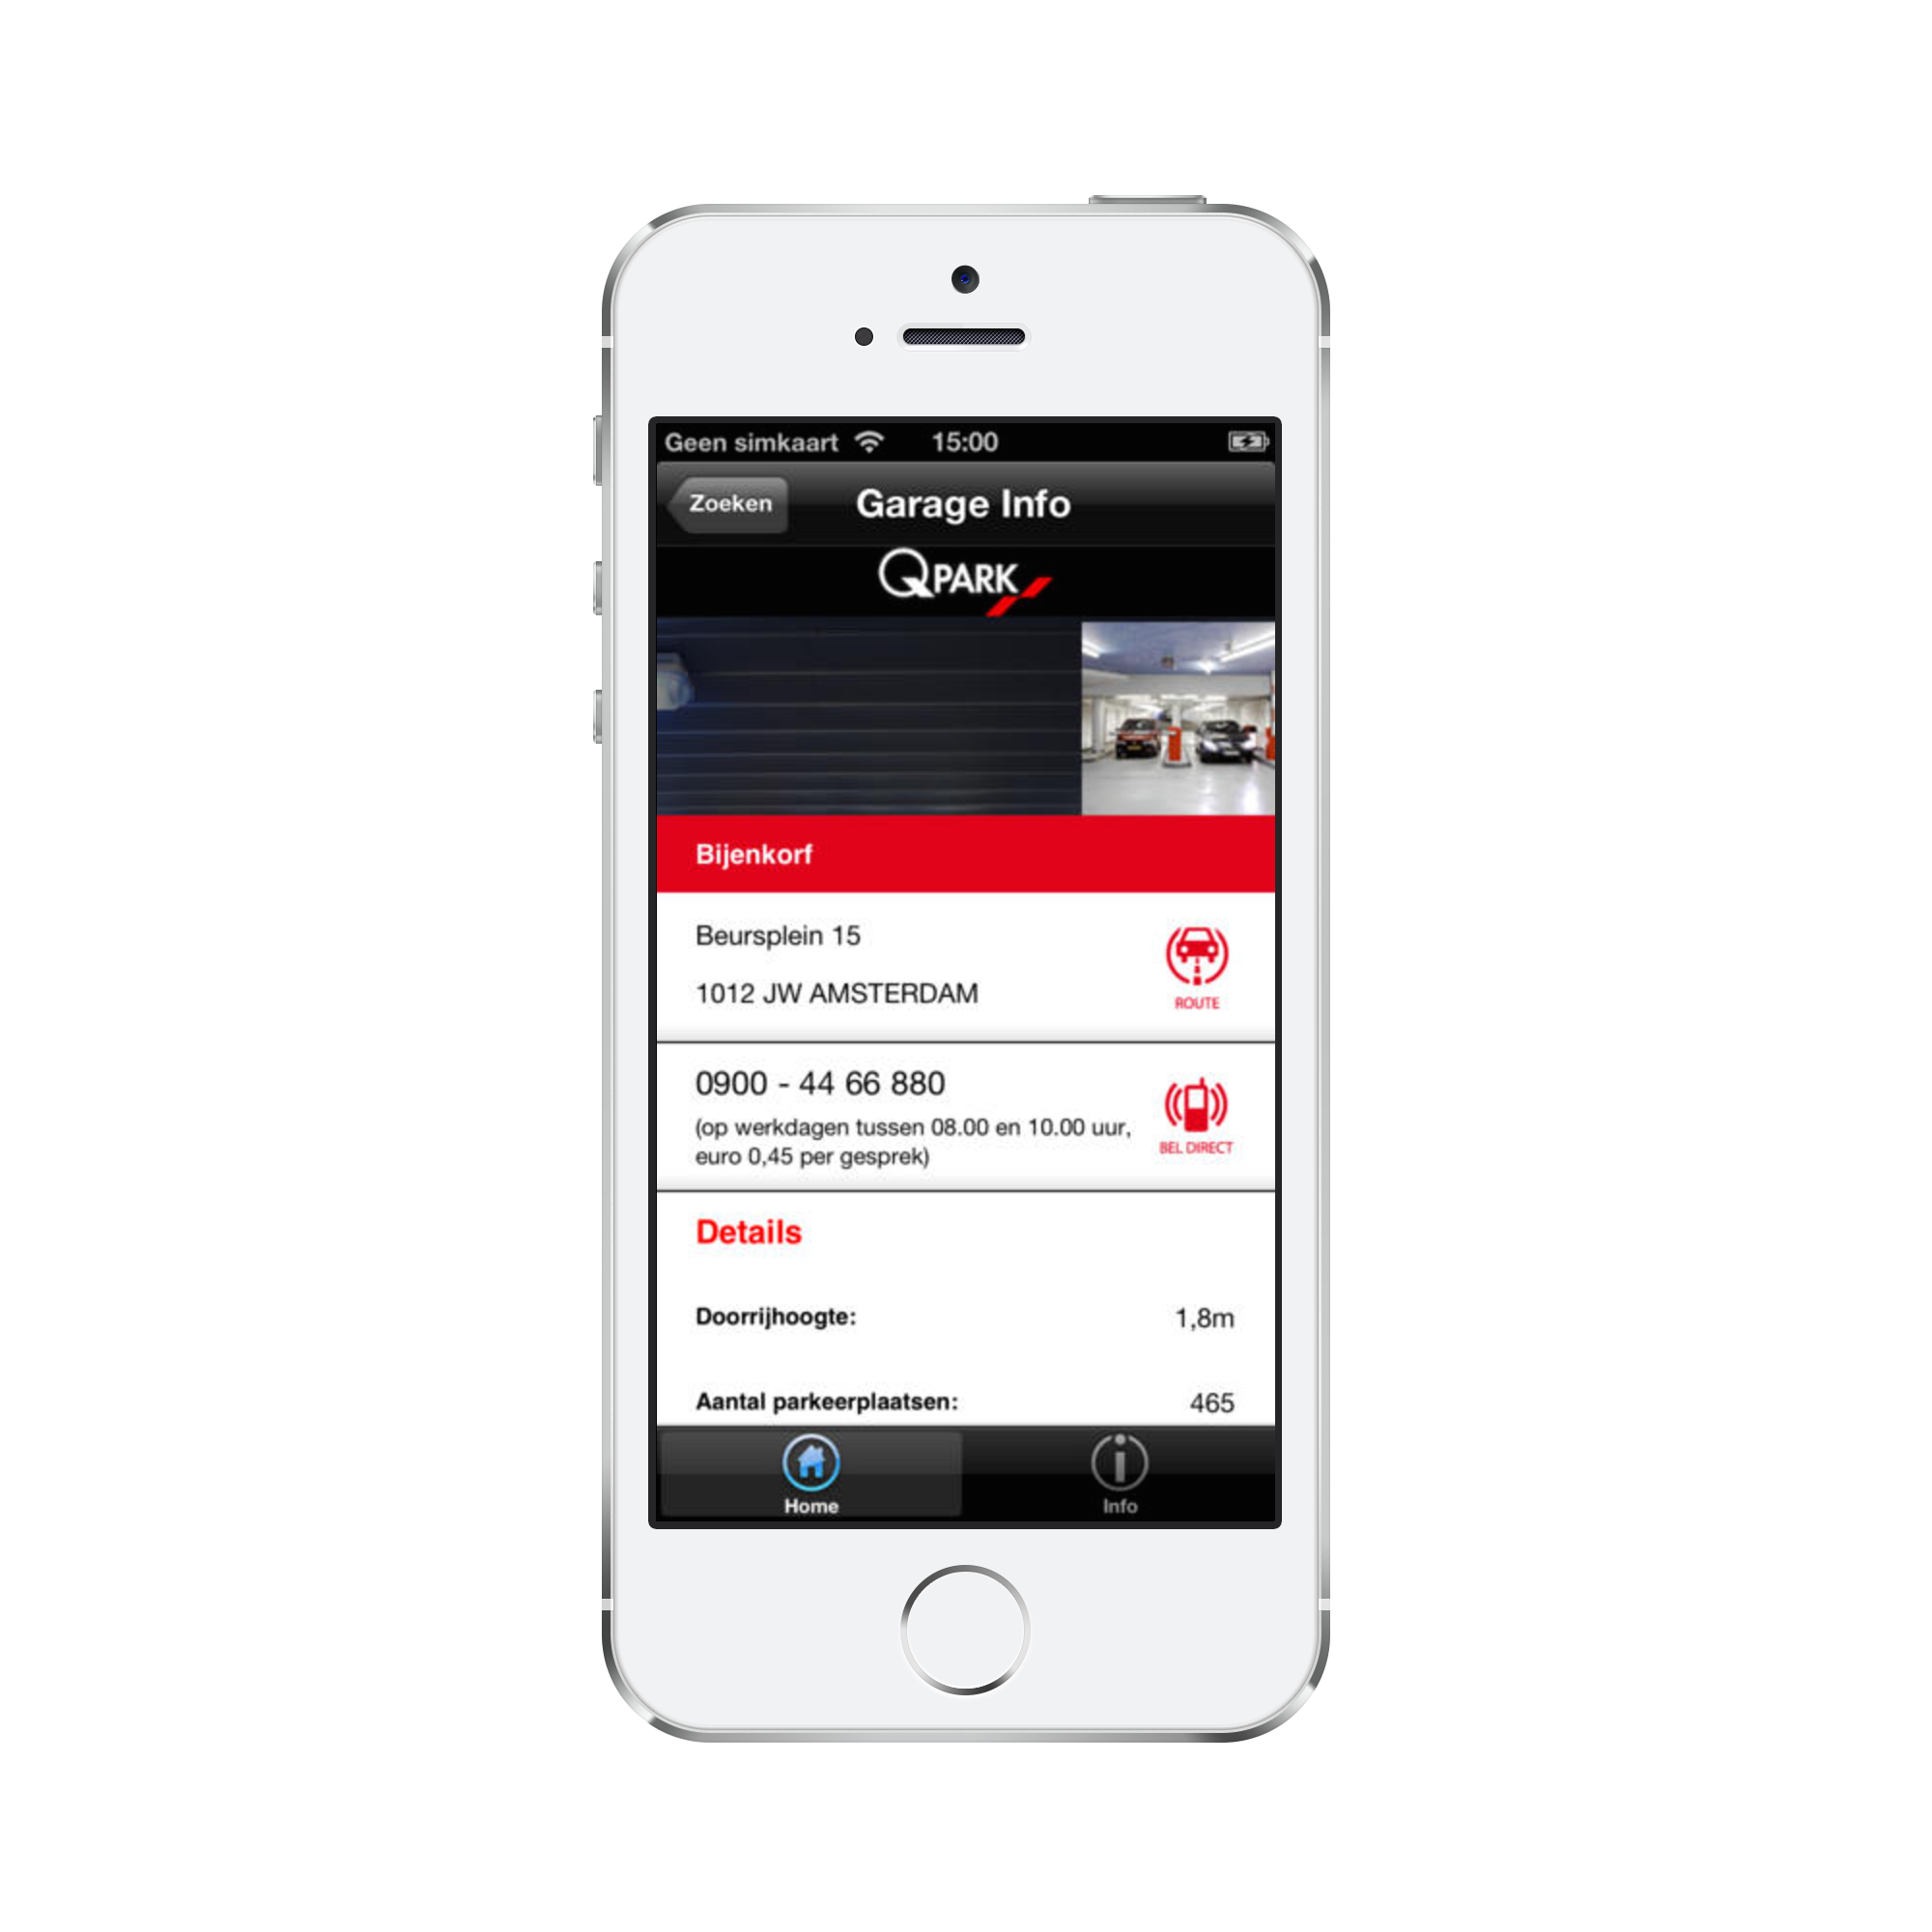 Geen simkaart 15:00
Zoeken Garage Info
QPARK
Bijenkorf
Beursplein 15
1012 JW AMSTERDAM
ROUTE
0900 - 44 66 880
(op werkdagen tussen 08.00 en 10.00 uur,
euro 0,45 per gesprek)
BEL DIRECT
Details
Doorrijhoogte: 1,8m
Aantal parkeerplaatsen: 465
Home Info